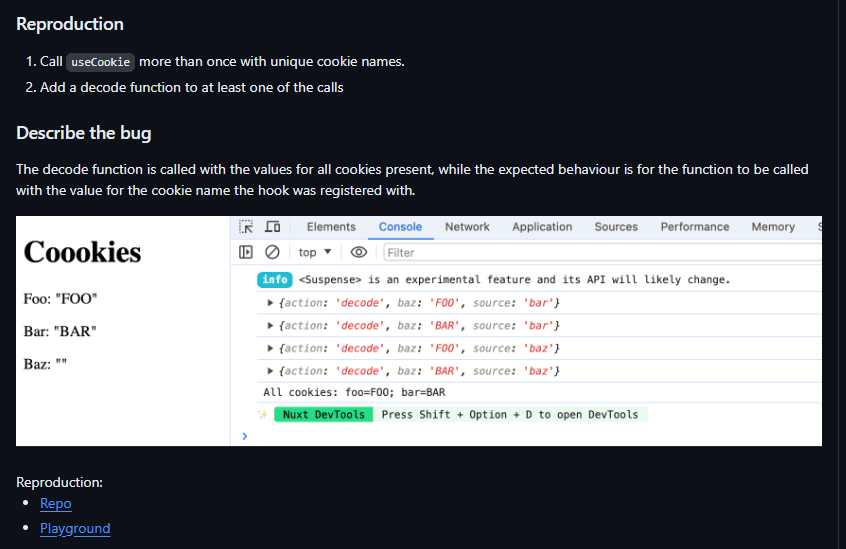 Reproduction
1. Call useCookie more than once with unique cookie names.
2. Add a decode function to at least one of the calls
Describe the bug
The decode function is called with the values for all cookies present, while the expected behaviour is for the function to be called
with the value for the cookie name the hook was registered with.
Coookies
Foo: "FOO"
Bar: "BAR"
Baz: ""
Elements Console Network Application Sources Performance Memory
top ▼ Filter
info <Suspense> is an experimental feature and its API will likely change.
▶ {action: 'decode', baz: 'FOO', source: 'bar'}
▶ {action: 'decode', baz: 'BAR', source: 'bar'}
▶ {action: 'decode', baz: 'FOO', source: 'baz'}
▶ {action: 'decode', baz: 'BAR', source: 'baz'}
All cookies: foo=FOO; bar=BAR
✨ Nuxt DevTools Press Shift + Option + D to open DevTools
>
Reproduction:
• Repo
• Playground